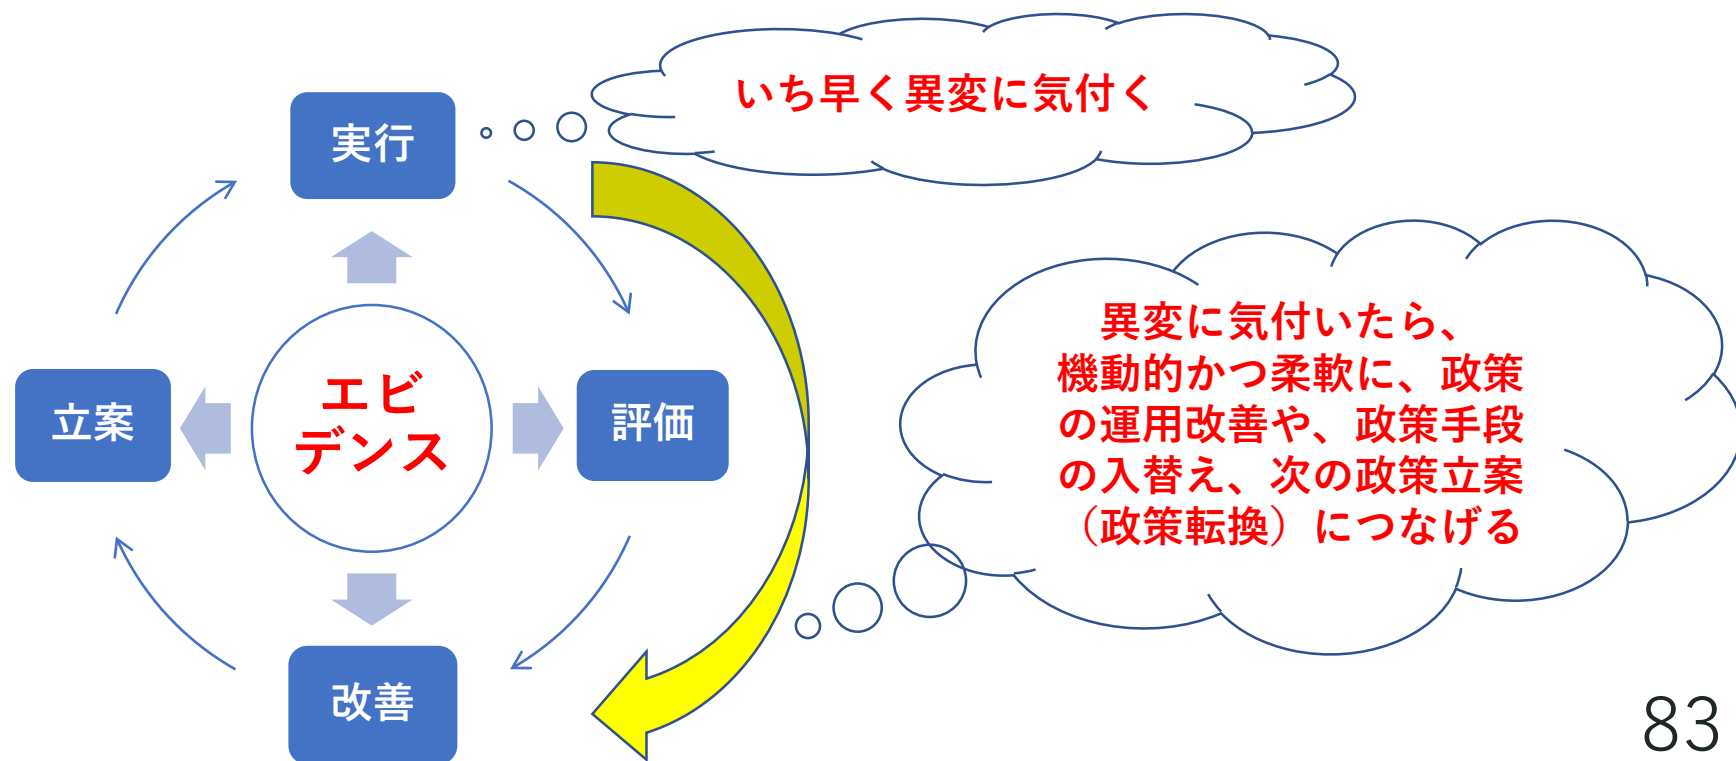 いち早く異変に気付く
実行
異変に気付いたら、
機動的かつ柔軟に、政策
の運用改善や、政策手段
の入替え、次の政策立案
（政策転換）につなげる
立案
エビ
デンス
評価
改善
83